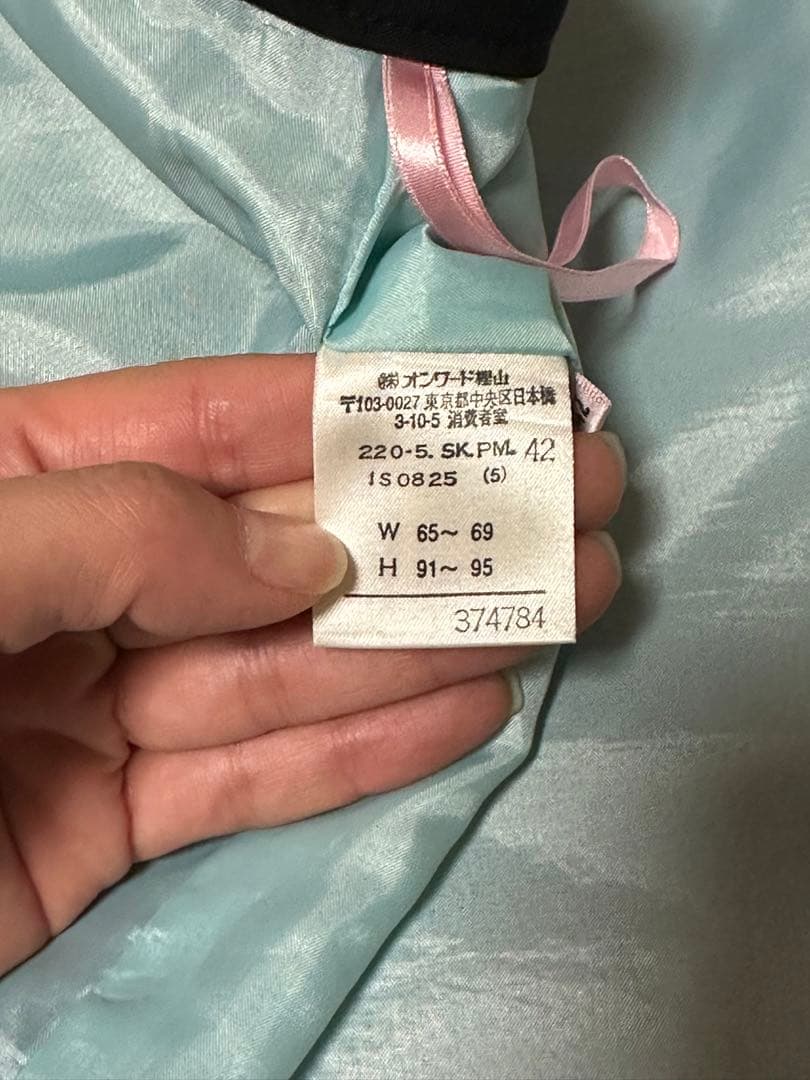 ㈱オンワード樫山
〒103-0027 東京都中央区日本橋
3-10-5 消費者室
220-5. SK.PM. 42
IS0825 (5)
W 65〜 69
H 91〜 95
374784